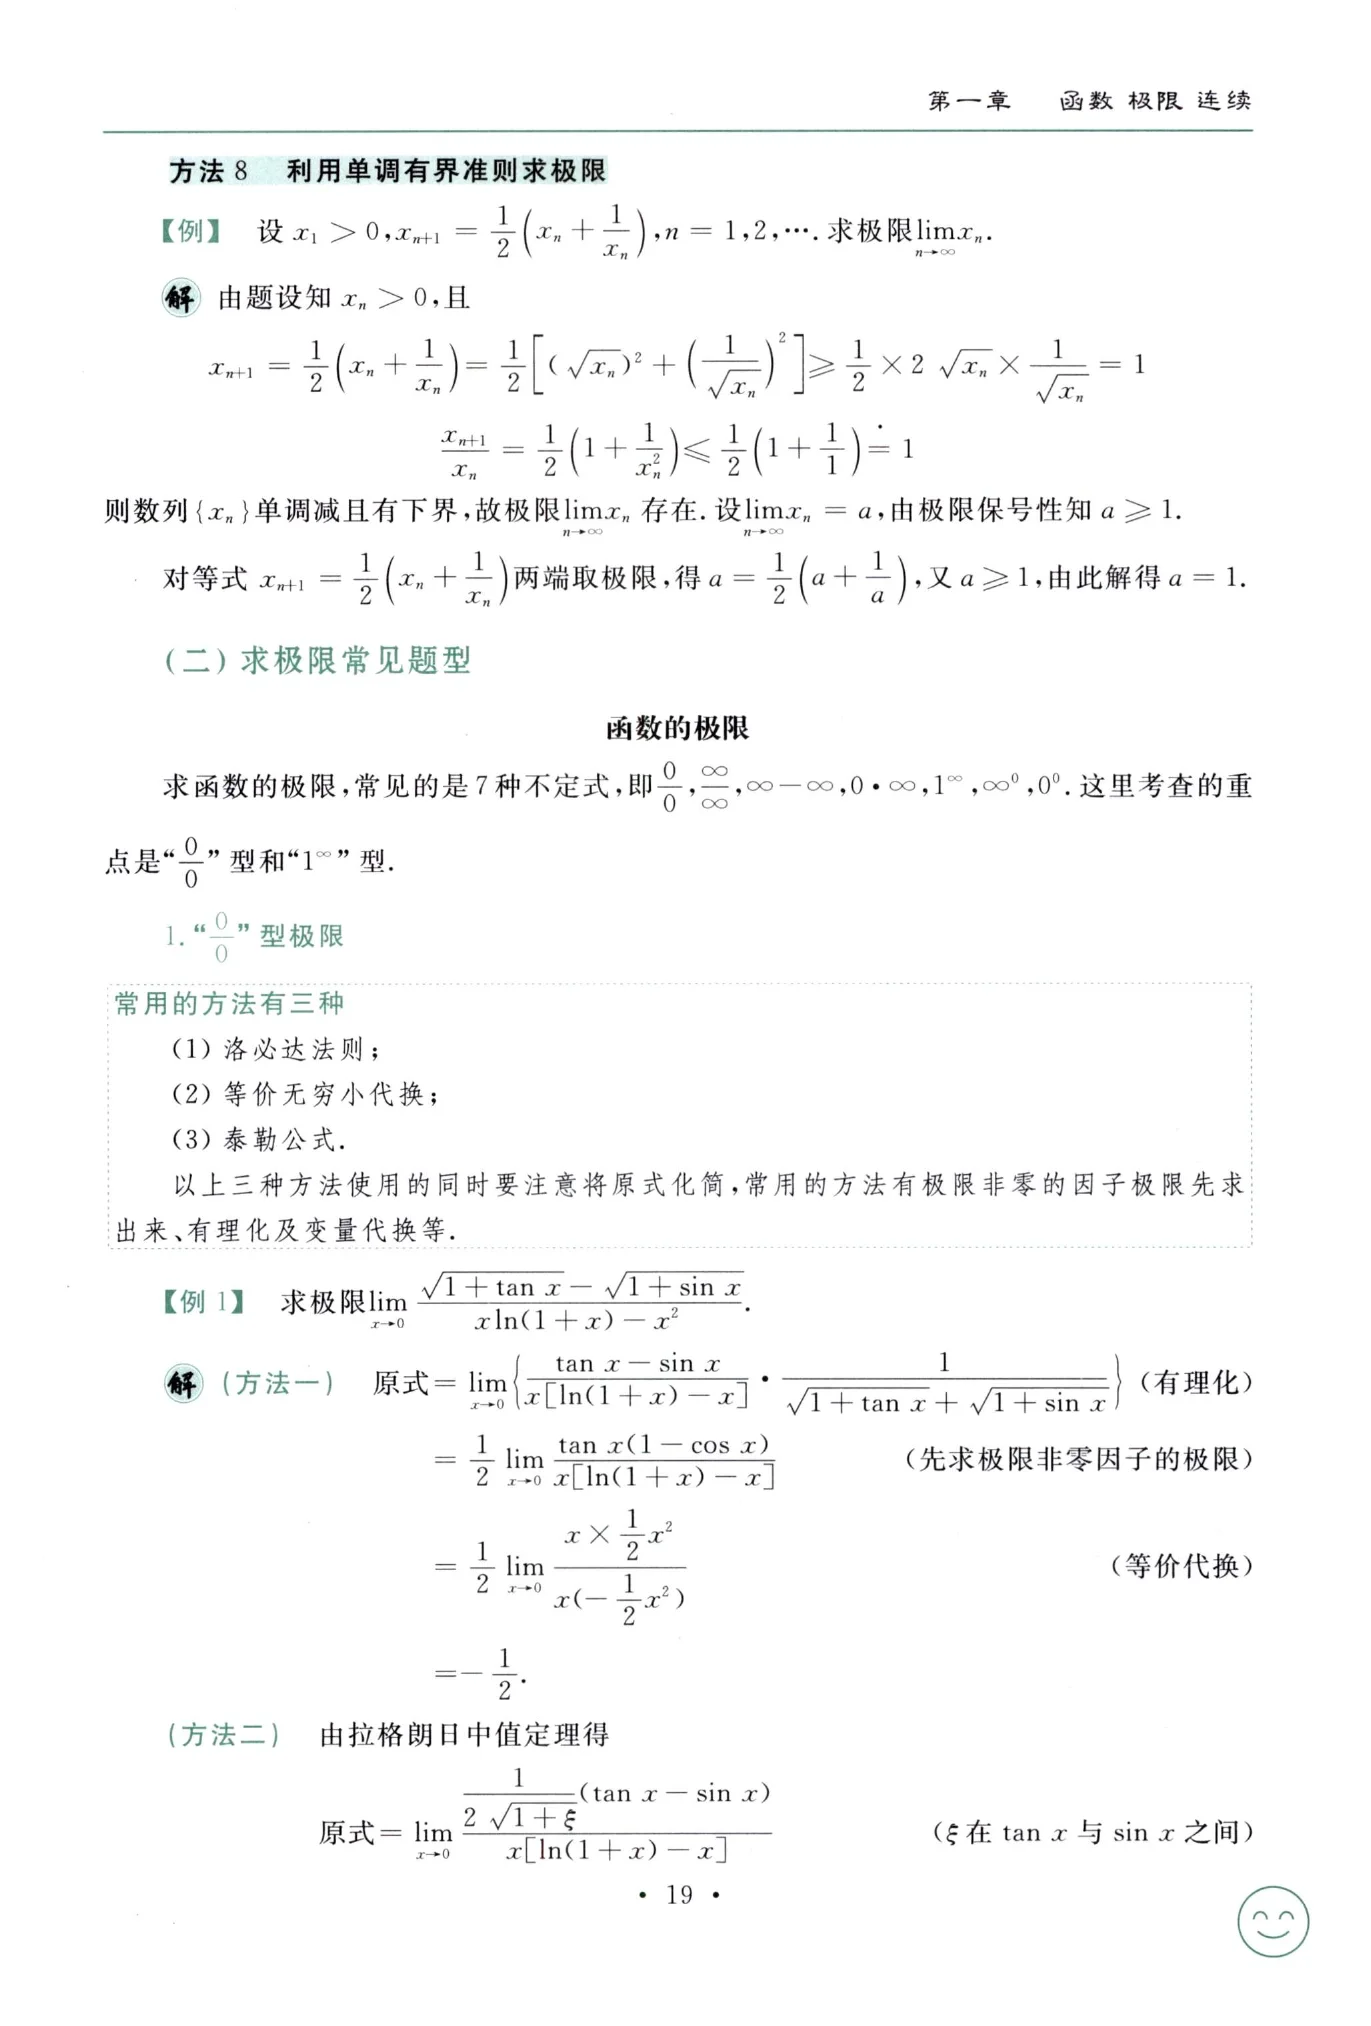 第一章 函数 极限 连续
方法 8 利用单调有界准则求极限
【例】 设 $x_1 > 0, x_{n+1} = \frac{1}{2}\left(x_n + \frac{1}{x_n}\right), n = 1,2,\cdots.$ 求极限 $\lim_{n\to\infty} x_n$.
解 由题设知 $x_n > 0$,且
$x_{n+1} = \frac{1}{2}\left(x_n + \frac{1}{x_n}\right) = \frac{1}{2}\left[(\sqrt{x_n})^2 + \left(\frac{1}{\sqrt{x_n}}\right)^2\right] \geqslant \frac{1}{2} \times 2\sqrt{x_n} \times \frac{1}{\sqrt{x_n}} = 1$
$\frac{x_{n+1}}{x_n} = \frac{1}{2}\left(1 + \frac{1}{x_n^2}\right) \leqslant \frac{1}{2}\left(1 + \frac{1}{1}\right) = 1$
则数列$\{x_n\}$单调减且有下界,故极限$\lim_{n\to\infty} x_n$ 存在. 设$\lim_{n\to\infty} x_n = a$,由极限保号性知 $a \geqslant 1$.
对等式 $x_{n+1} = \frac{1}{2}\left(x_n + \frac{1}{x_n}\right)$两端取极限,得 $a = \frac{1}{2}\left(a + \frac{1}{a}\right)$,又 $a \geqslant 1$,由此解得 $a = 1$.
(二) 求极限常见题型
函数的极限
求函数的极限,常见的是 7 种不定式,即$\frac{0}{0}, \frac{\infty}{\infty}, \infty - \infty, 0 \cdot \infty, 1^\infty, \infty^0, 0^0$. 这里考查的重
点是“$\frac{0}{0}$”型和“$1^\infty$”型.
1. “$\frac{0}{0}$”型极限
常用的方法有三种
(1) 洛必达法则;
(2) 等价无穷小代换;
(3) 泰勒公式.
以上三种方法使用的同时要注意将原式化简,常用的方法有极限非零的因子极限先求
出来、有理化及变量代换等.
【例 1】 求极限$\lim_{x\to 0} \frac{\sqrt{1+\tan x} - \sqrt{1+\sin x}}{x\ln(1+x) - x^2}$.
解 (方法一) 原式$= \lim_{x\to 0}\left\{\frac{\tan x - \sin x}{x[\ln(1+x) - x]} \cdot \frac{1}{\sqrt{1+\tan x} + \sqrt{1+\sin x}}\right\}$ (有理化)
$= \frac{1}{2}\lim_{x\to 0} \frac{\tan x(1 - \cos x)}{x[\ln(1+x) - x]}$ (先求极限非零因子的极限)
$= \frac{1}{2}\lim_{x\to 0} \frac{x \times \frac{1}{2}x^2}{x(-\frac{1}{2}x^2)}$ (等价代换)
$= -\frac{1}{2}$.
(方法二) 由拉格朗日中值定理得
原式$= \lim_{x\to 0} \frac{\frac{1}{2\sqrt{1+\xi}}(\tan x - \sin x)}{x[\ln(1+x) - x]}$ ($\xi$ 在 $\tan x$ 与 $\sin x$ 之间)
· 19 ·